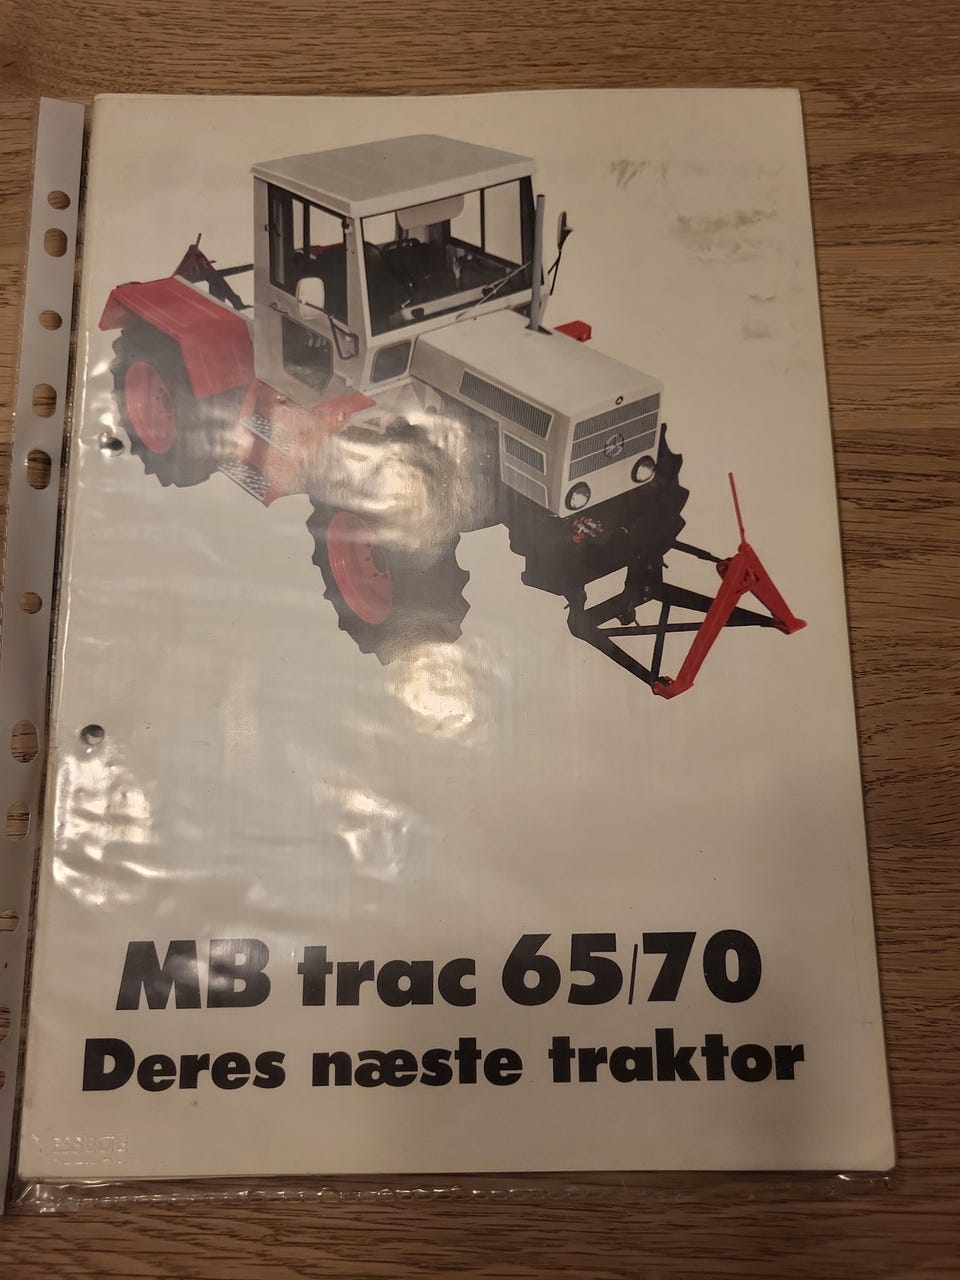 MB trac 65/70
Deres næste traktor